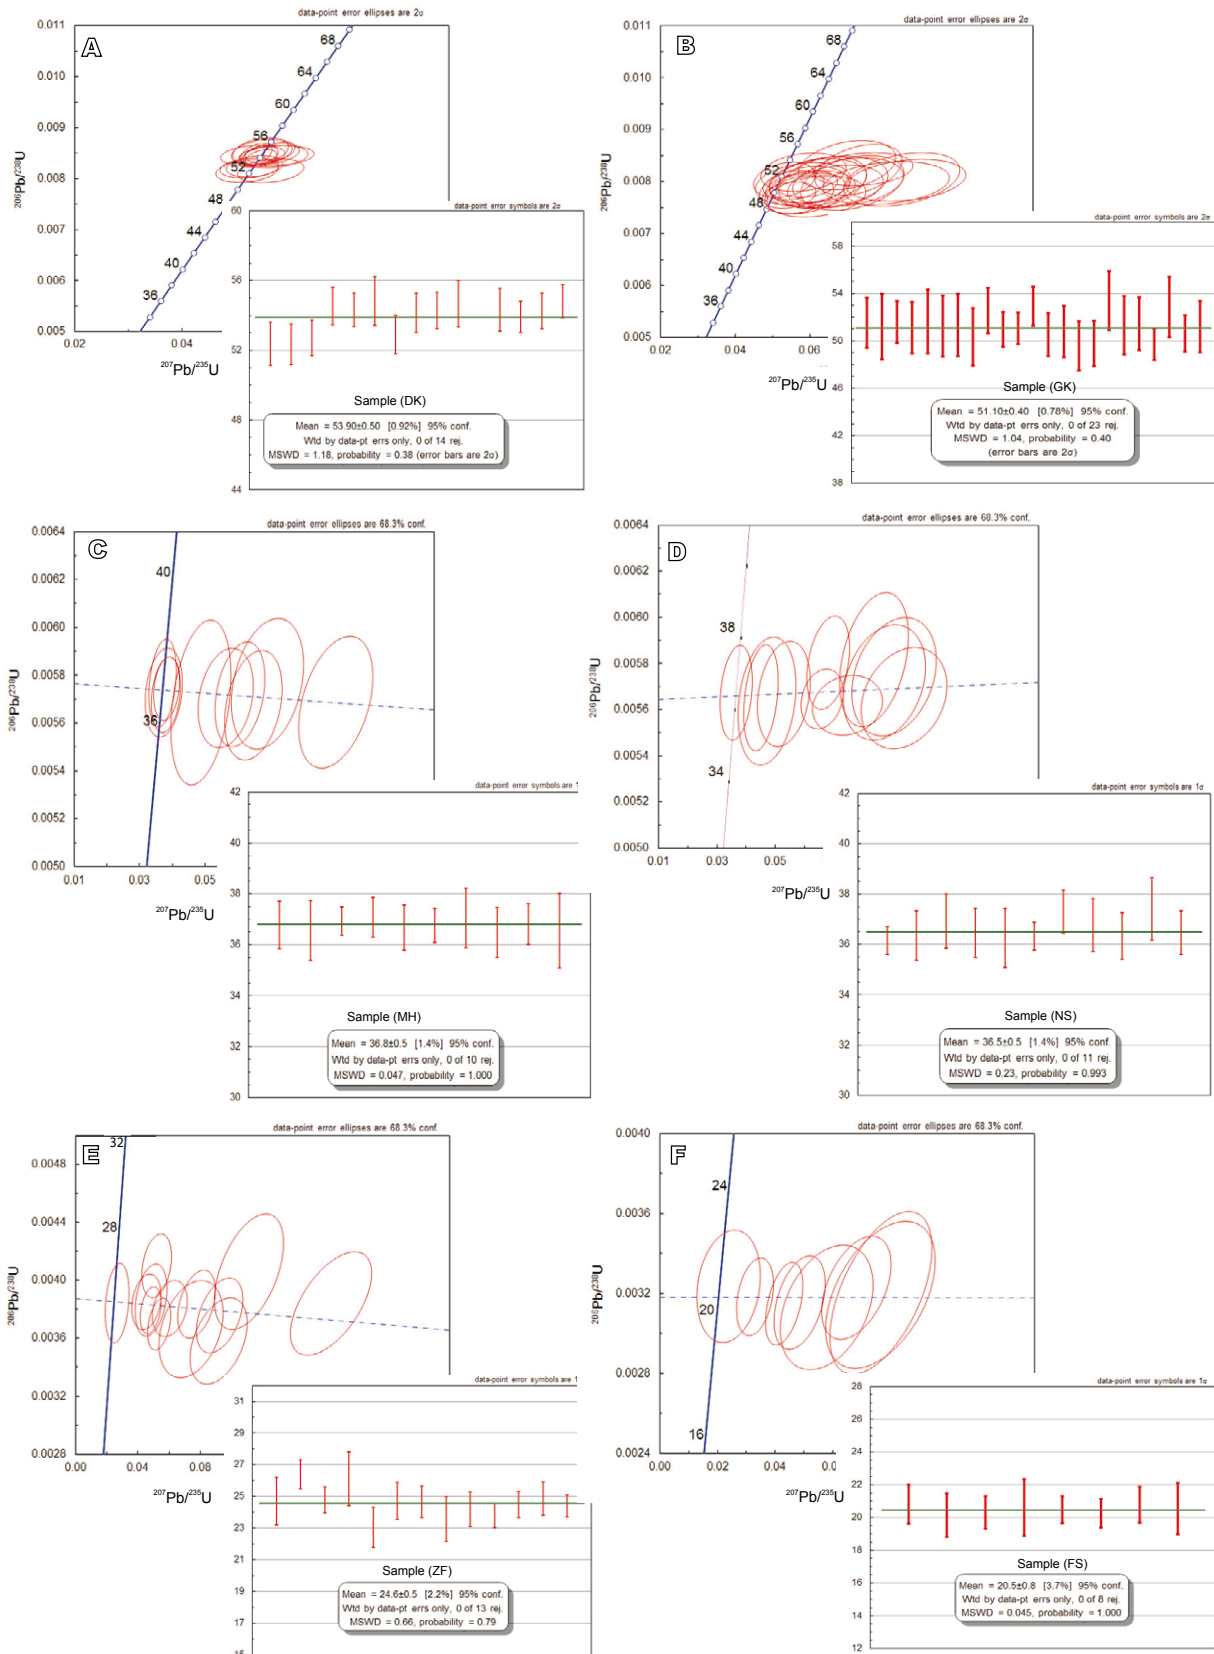 data-point error ellipses are 2σ
A
0.011
0.010
0.009
0.008
0.007
0.006
0.005
206Pb/238U
68
64
60
56
52
48
44
40
36
0.02
0.04
207Pb/235U
data-point error symbols are 2σ
60
56
52
48
44
Sample (DK)
Mean = 53.90±0.50 [0.92%] 95% conf.
Wtd by data-pt errs only, 0 of 14 rej.
MSWD = 1.18, probability = 0.38 (error bars are 2σ)
data-point error ellipses are 2σ
B
0.011
0.010
0.009
0.008
0.007
0.006
0.005
206Pb/238U
68
64
60
56
52
48
44
40
36
0.02
0.04
0.06
207Pb/235U
data-point error symbols are 2σ
58
54
50
46
42
38
Sample (GK)
Mean = 51.10±0.40 [0.78%] 95% conf.
Wtd by data-pt errs only, 0 of 23 rej.
MSWD = 1.04, probability = 0.40
(error bars are 2σ)
data-point error ellipses are 68.3% conf.
C
0.0064
0.0062
0.0060
0.0058
0.0056
0.0054
0.0052
0.0050
206Pb/238U
40
36
0.01
0.03
0.05
207Pb/235U
data-point error symbols are 1
42
40
38
36
34
32
30
Sample (MH)
Mean = 36.8±0.5 [1.4%] 95% conf.
Wtd by data-pt errs only, 0 of 10 rej.
MSWD = 0.047, probability = 1.000
data-point error ellipses are 68.3% conf.
D
0.0064
0.0062
0.0060
0.0058
0.0056
0.0054
0.0052
0.0050
206Pb/238U
38
34
0.01
0.03
0.05
207Pb/235U
data-point error symbols are 1σ
42
40
38
36
34
32
30
Sample (NS)
Mean = 36.5±0.5 [1.4%] 95% conf.
Wtd by data-pt errs only, 0 of 11 rej.
MSWD = 0.23, probability = 0.993
data-point error ellipses are 68.3% conf.
E
0.0048
0.0044
0.0040
0.0036
0.0032
0.0028
206Pb/238U
32
28
0.00
0.04
0.08
207Pb/235U
data-point error symbols are 1
31
29
27
25
23
21
19
17
15
Sample (ZF)
Mean = 24.6±0.5 [2.2%] 95% conf.
Wtd by data-pt errs only, 0 of 13 rej.
MSWD = 0.66, probability = 0.79
data-point error ellipses are 68.3% conf.
F
0.0040
0.0036
0.0032
0.0028
0.0024
206Pb/238U
24
20
16
0.00
0.02
0.04
207Pb/235U
data-point error symbols are 1σ
28
26
24
22
20
18
16
14
12
Sample (FS)
Mean = 20.5±0.8 [3.7%] 95% conf.
Wtd by data-pt errs only, 0 of 8 rej.
MSWD = 0.045, probability = 1.000